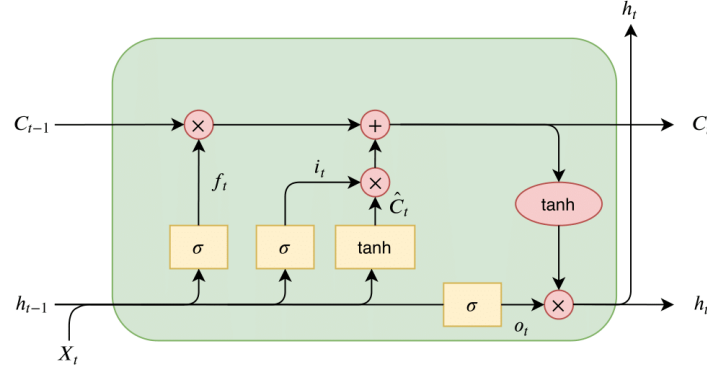 h_t
C_{t-1} × + C_t
i_t ×
f_t Ĉ_t tanh
σ σ tanh
h_{t-1} σ × h_t
o_t
X_t